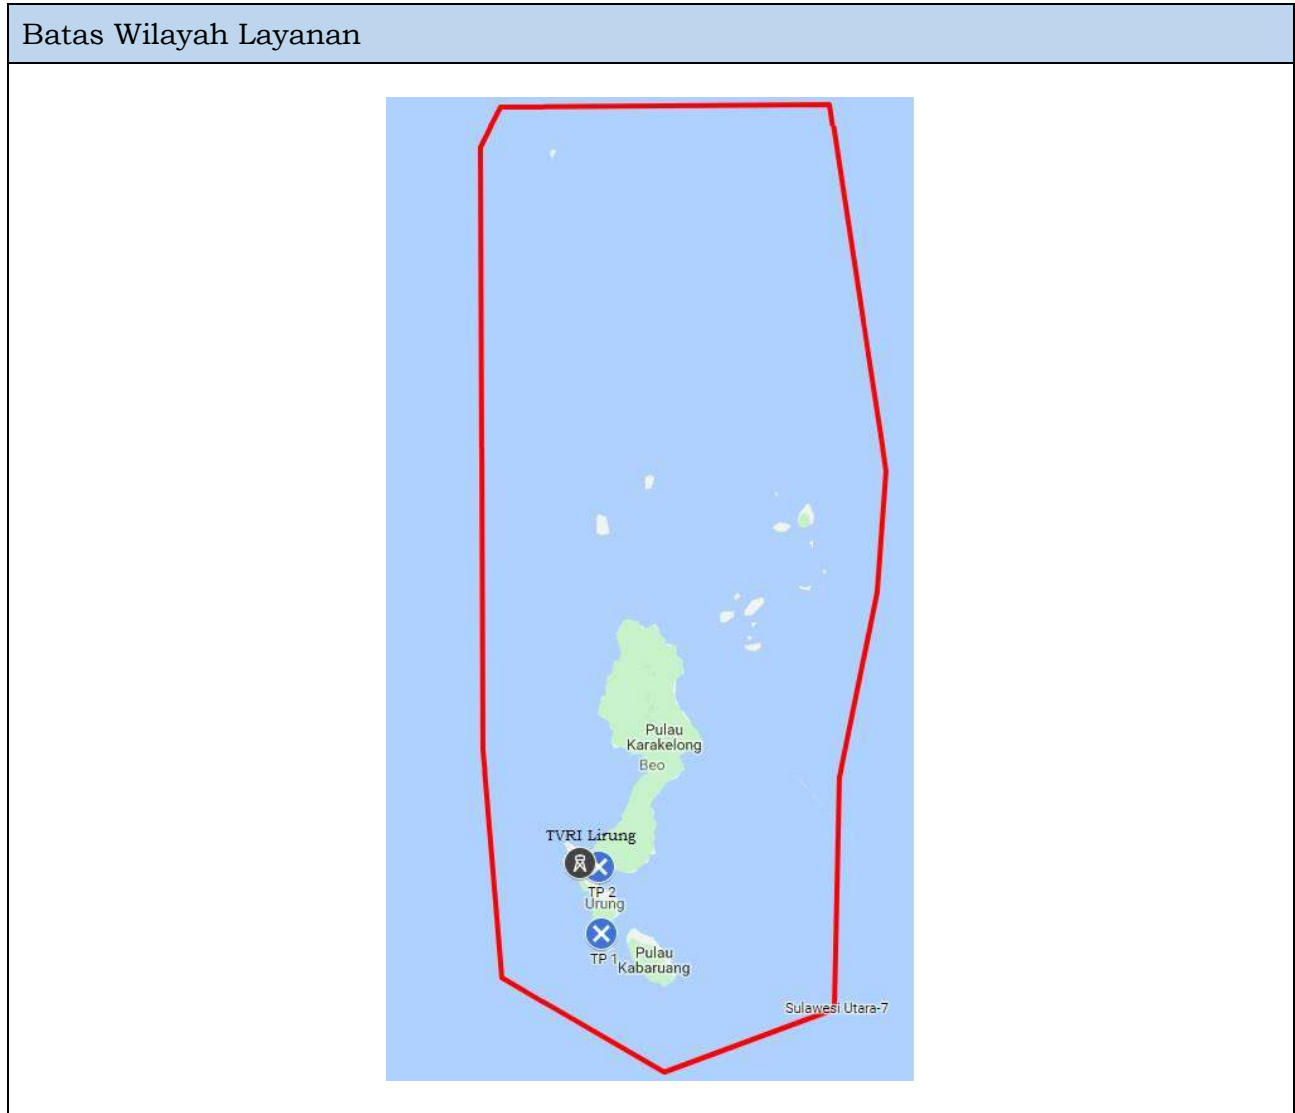 Batas Wilayah Layanan
Pulau
Karakelong
Beo
TVRI Lirung
TP 2
Urung
TP 1
Pulau
Kabaruang
Sulawesi Utara-7